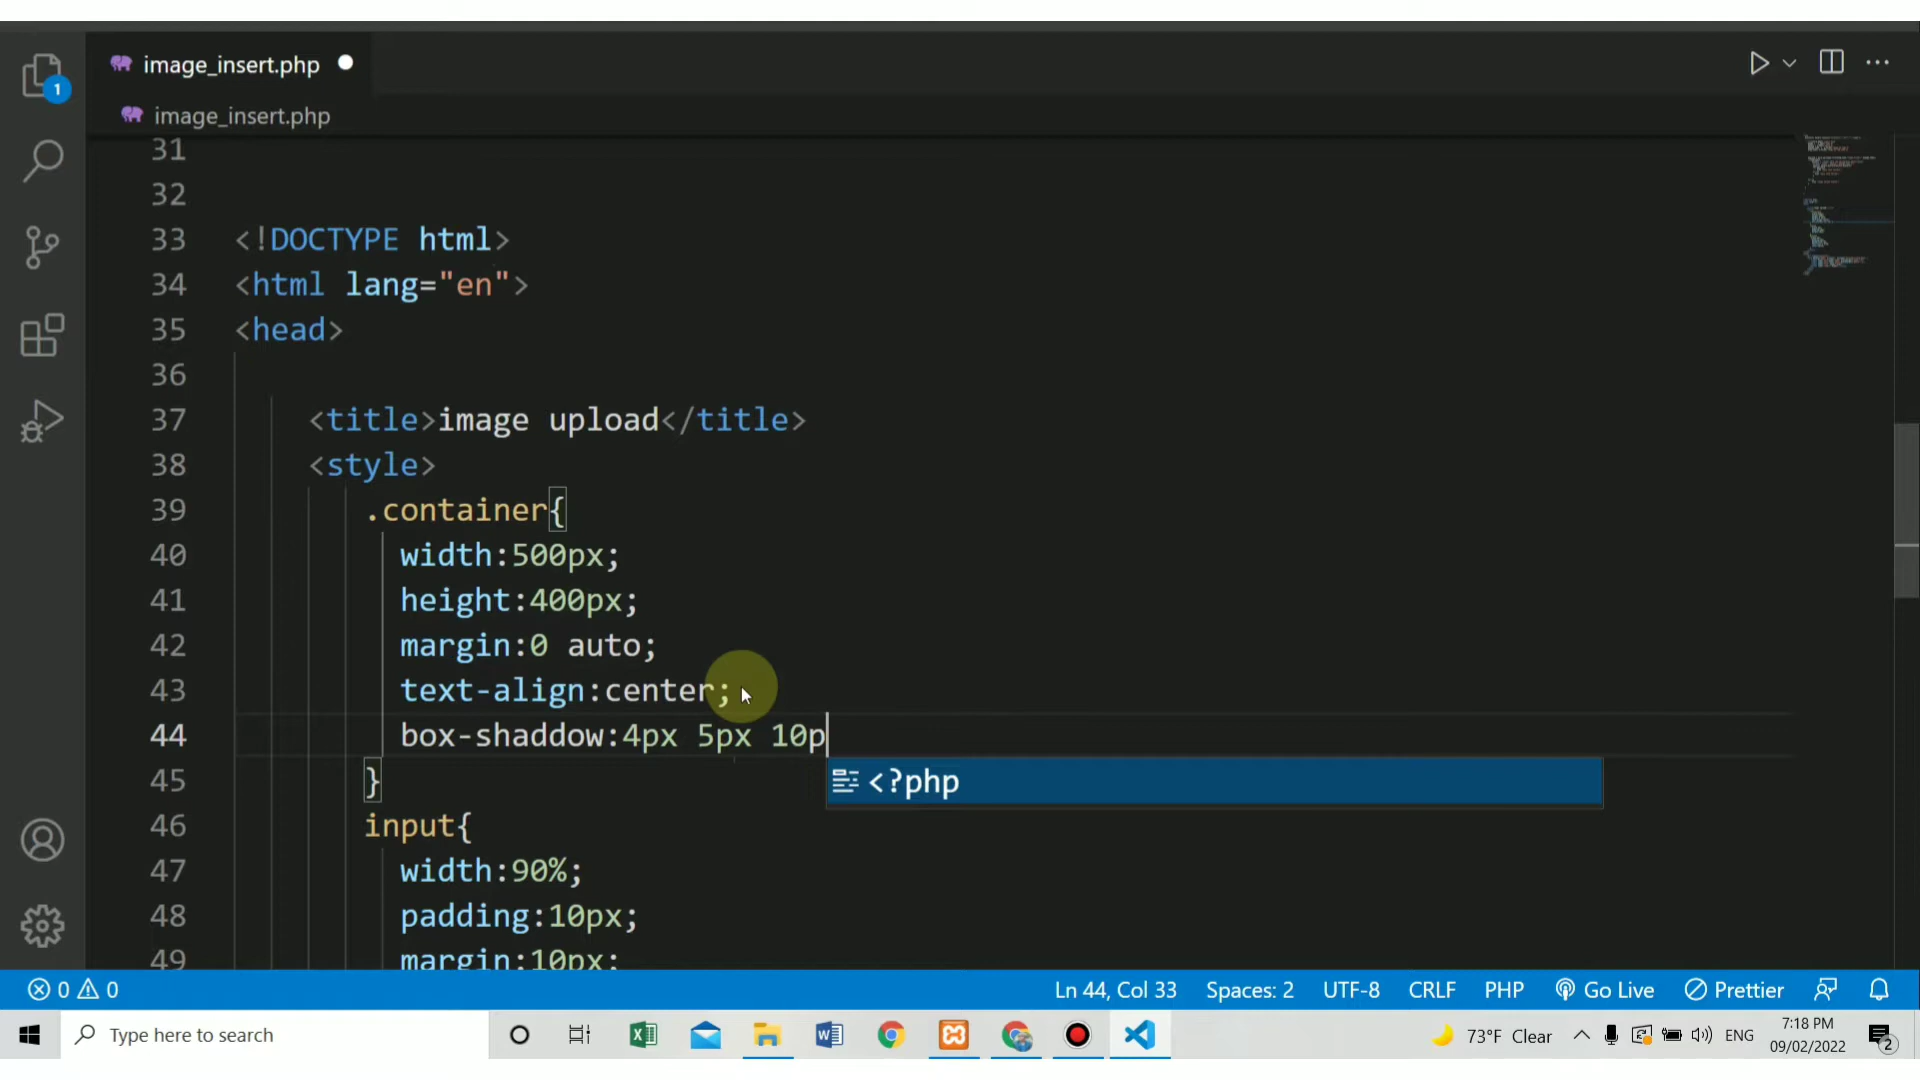 image_insert.php
1
image_insert.php
31
32
33 <!DOCTYPE html>
34 <html lang="en">
35 <head>
36
37 <title>image upload</title>
38 <style>
39 .container{
40 width:500px;
41 height:400px;
42 margin:0 auto;
43 text-align:center;
44 box-shaddow:4px 5px 10p
<?php
45 }
46 input{
47 width:90%;
48 padding:10px;
49 margin:10px;
0 0 Ln 44, Col 33 Spaces: 2 UTF-8 CRLF PHP Go Live Prettier
Type here to search 73°F Clear ENG 7:18 PM
09/02/2022 2